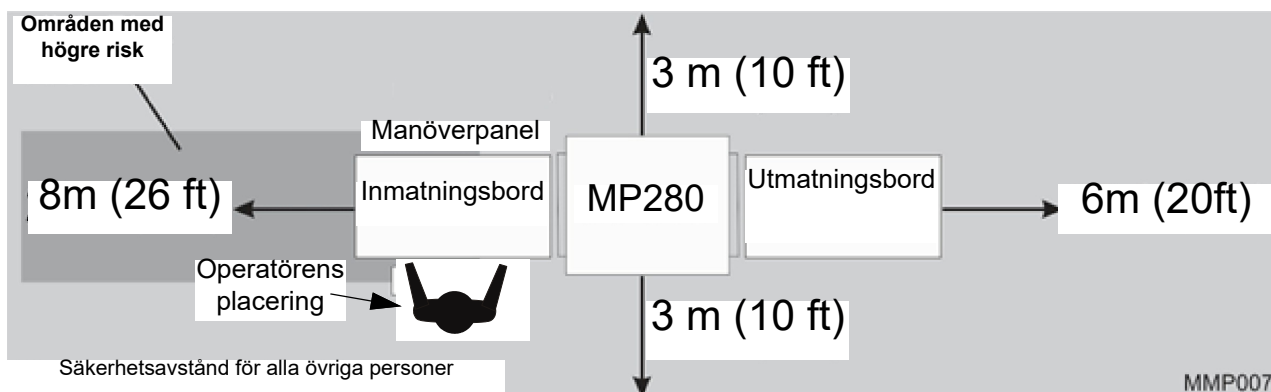 Områden med
högre risk
3 m (10 ft)
Manöverpanel
8m (26 ft)
Inmatningsbord
MP280
Utmatningsbord
6m (20ft)
Operatörens
placering
3 m (10 ft)
Säkerhetsavstånd för alla övriga personer
MMP007